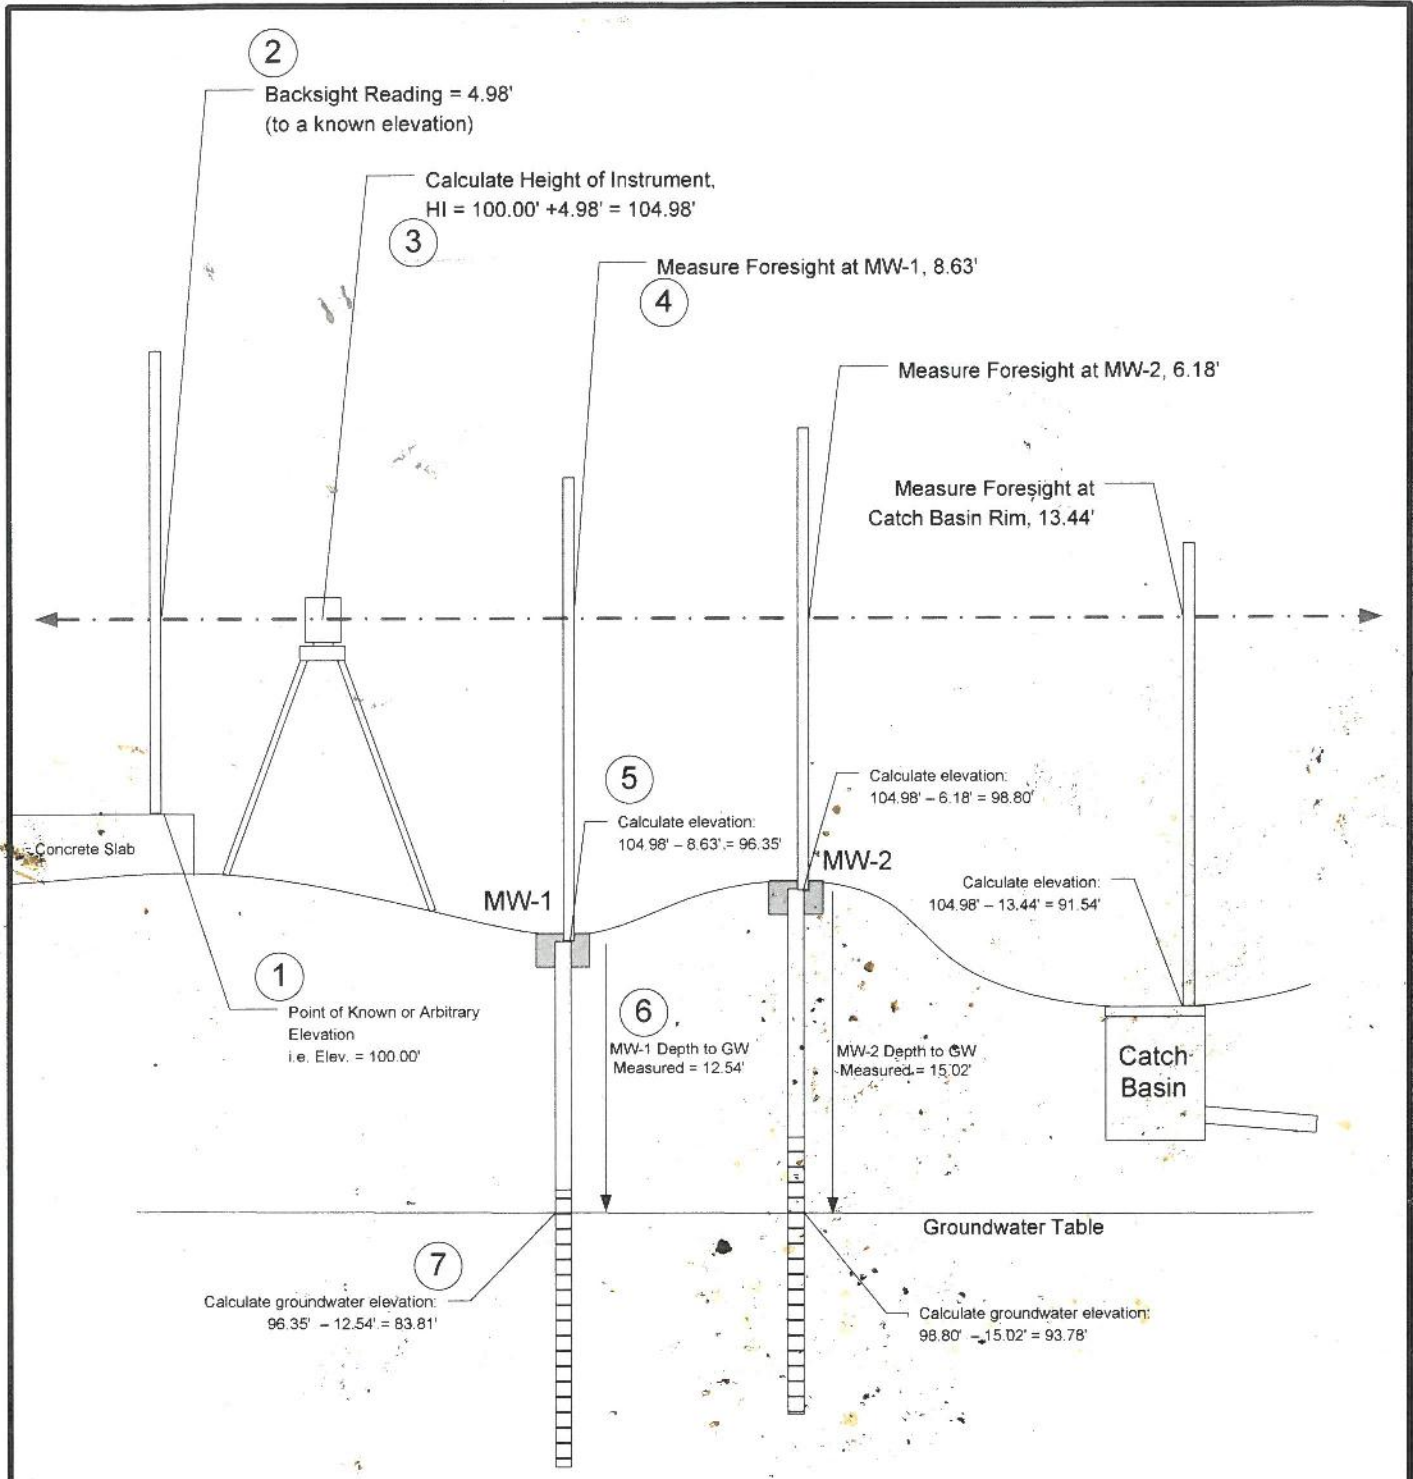 2
Backsight Reading = 4.98'
(to a known elevation)
Calculate Height of Instrument,
HI = 100.00' +4.98' = 104.98'
3
Measure Foresight at MW-1, 8.63'
4
Measure Foresight at MW-2, 6.18'
Measure Foresight at
Catch Basin Rim, 13.44'
5
Calculate elevation:
104.98' – 8.63' = 96.35'
Calculate elevation:
104.98' – 6.18' = 98.80'
Concrete Slab
MW-1
MW-2
Calculate elevation:
104.98' – 13.44' = 91.54'
1
Point of Known or Arbitrary
Elevation
i.e. Elev. = 100.00'
6
MW-1 Depth to GW
Measured = 12.54'
MW-2 Depth to GW
Measured = 15.02'
Catch
Basin
Groundwater Table
7
Calculate groundwater elevation:
96.35' – 12.54' = 83.81'
Calculate groundwater elevation:
98.80' – 15.02' = 93.78'